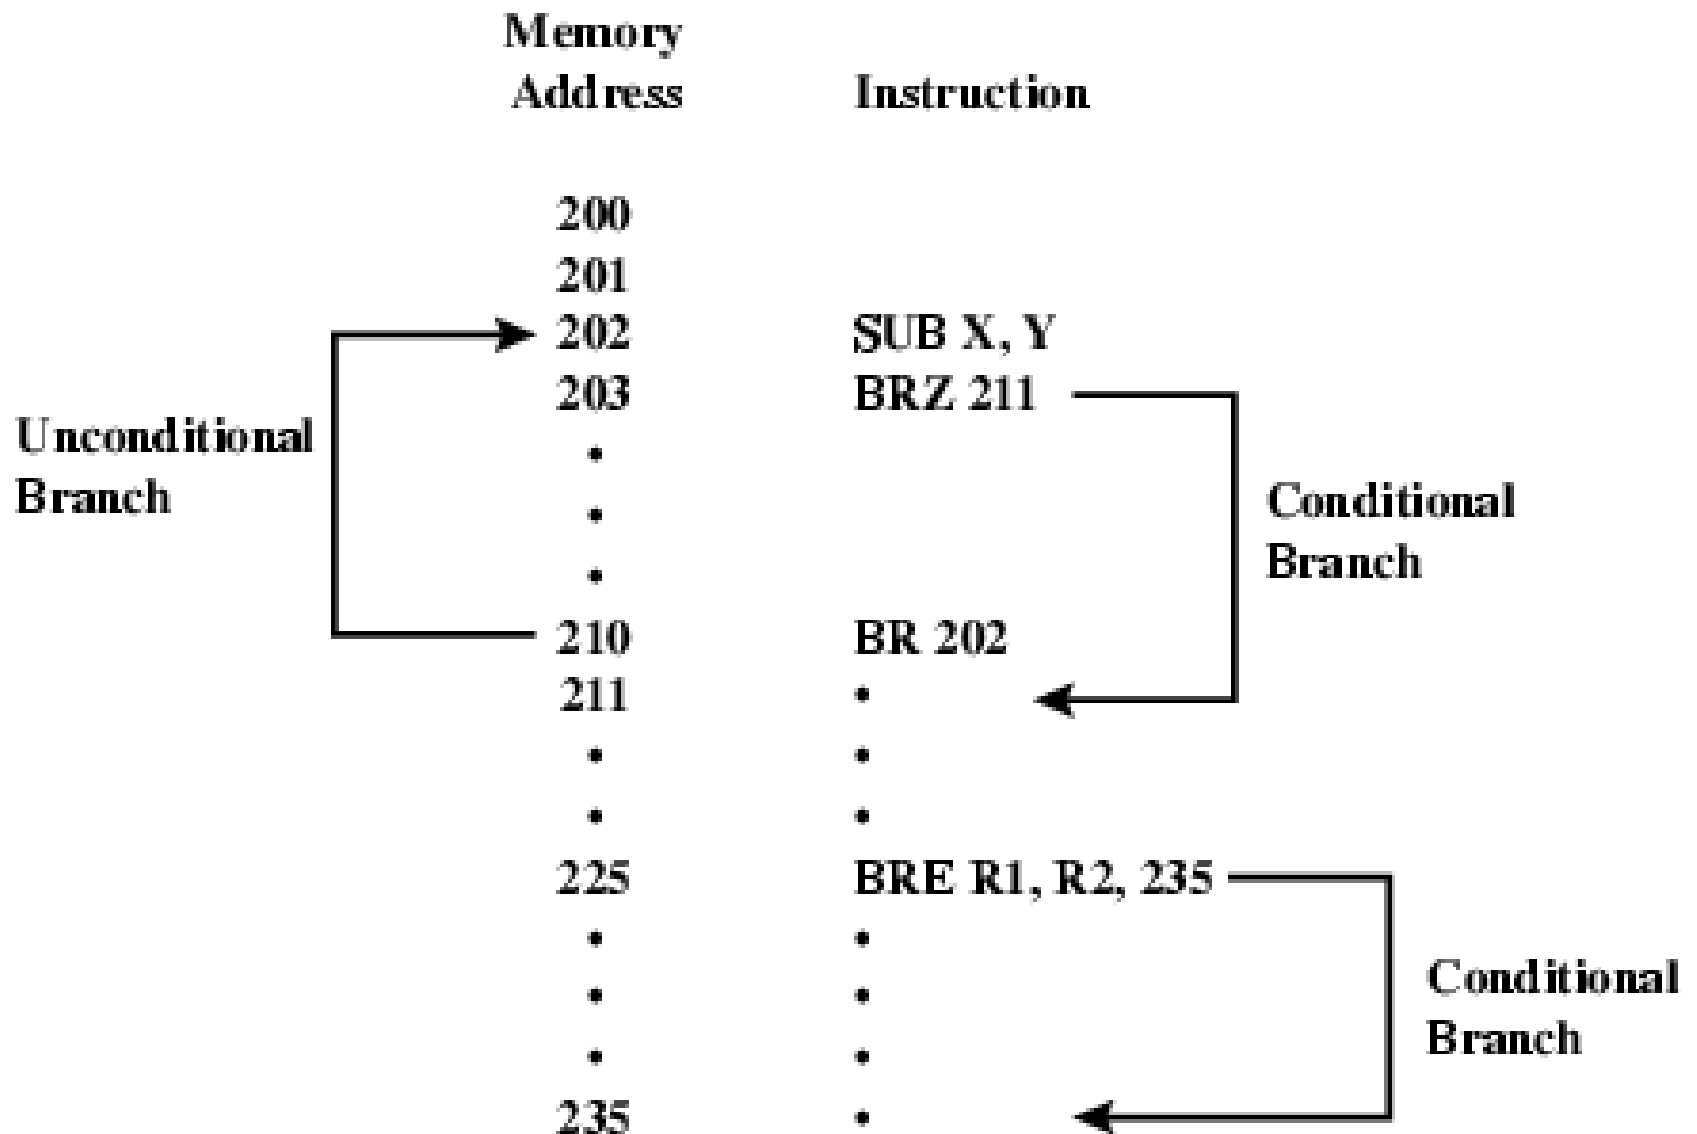 Memory
Address Instruction
200
201
202 SUB X, Y
203 BRZ 211
Unconditional
Branch
Conditional
Branch
210 BR 202
211
225 BRE R1, R2, 235
Conditional
Branch
235